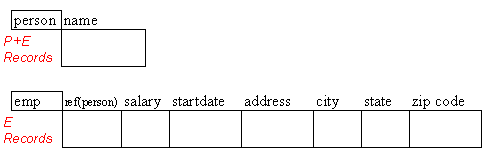 person name
P+E
Records
emp ref(person) salary startdate address city state zip code
E
Records